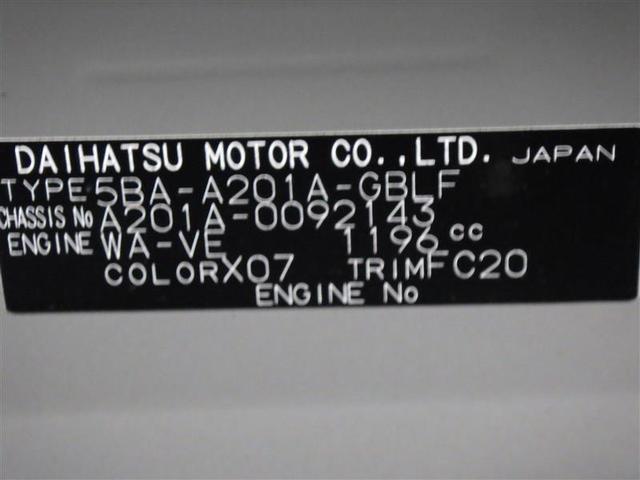 DAIHATSU MOTOR CO.,LTD. JAPAN
TYPE 5BA-A201A-GBLF
CHASSIS No A201A-0092143
ENGINE WA-VE 1196 cc
COLOR X07 TRIM FC20
ENGINE No